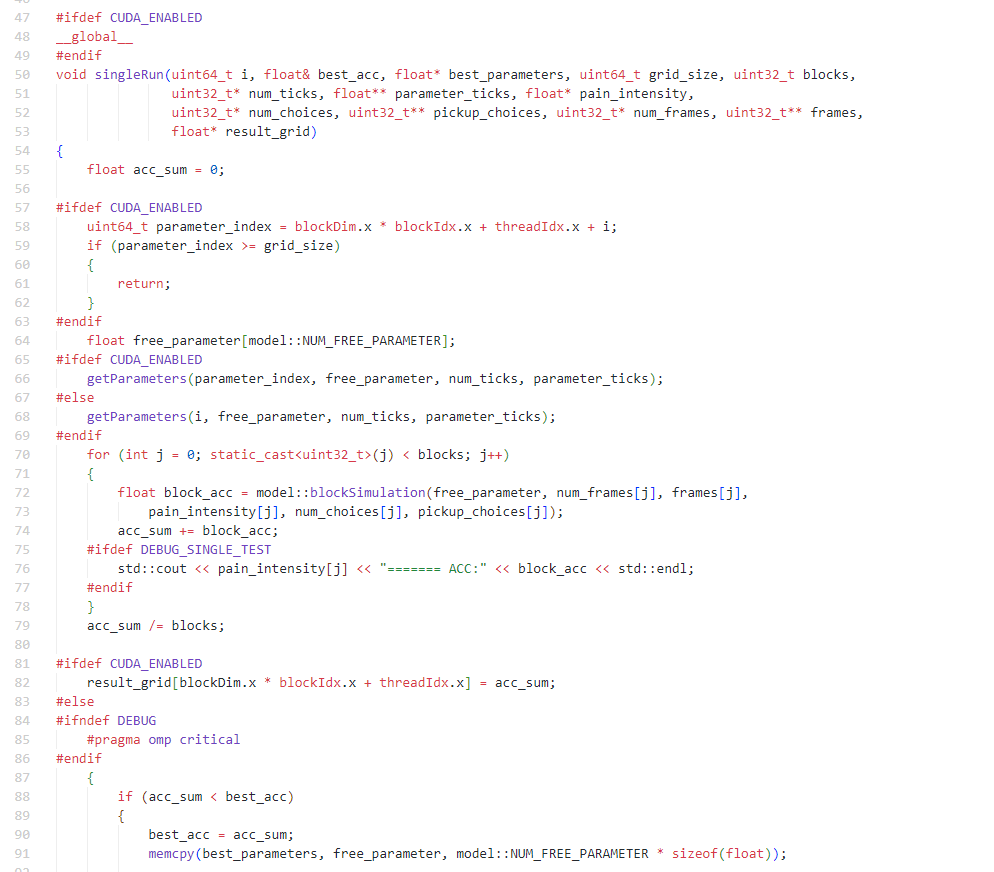 47 #ifdef CUDA_ENABLED
48 __global__
49 #endif
50 void singleRun(uint64_t i, float& best_acc, float* best_parameters, uint64_t grid_size, uint32_t blocks,
51 uint32_t* num_ticks, float** parameter_ticks, float* pain_intensity,
52 uint32_t* num_choices, uint32_t** pickup_choices, uint32_t* num_frames, uint32_t** frames,
53 float* result_grid)
54 {
55 float acc_sum = 0;
56
57 #ifdef CUDA_ENABLED
58 uint64_t parameter_index = blockDim.x * blockIdx.x + threadIdx.x + i;
59 if (parameter_index >= grid_size)
60 {
61 return;
62 }
63 #endif
64 float free_parameter[model::NUM_FREE_PARAMETER];
65 #ifdef CUDA_ENABLED
66 getParameters(parameter_index, free_parameter, num_ticks, parameter_ticks);
67 #else
68 getParameters(i, free_parameter, num_ticks, parameter_ticks);
69 #endif
70 for (int j = 0; static_cast<uint32_t>(j) < blocks; j++)
71 {
72 float block_acc = model::blockSimulation(free_parameter, num_frames[j], frames[j],
73 pain_intensity[j], num_choices[j], pickup_choices[j]);
74 acc_sum += block_acc;
75 #ifdef DEBUG_SINGLE_TEST
76 std::cout << pain_intensity[j] << "======= ACC:" << block_acc << std::endl;
77 #endif
78 }
79 acc_sum /= blocks;
80
81 #ifdef CUDA_ENABLED
82 result_grid[blockDim.x * blockIdx.x + threadIdx.x] = acc_sum;
83 #else
84 #ifndef DEBUG
85 #pragma omp critical
86 #endif
87 {
88 if (acc_sum < best_acc)
89 {
90 best_acc = acc_sum;
91 memcpy(best_parameters, free_parameter, model::NUM_FREE_PARAMETER * sizeof(float));